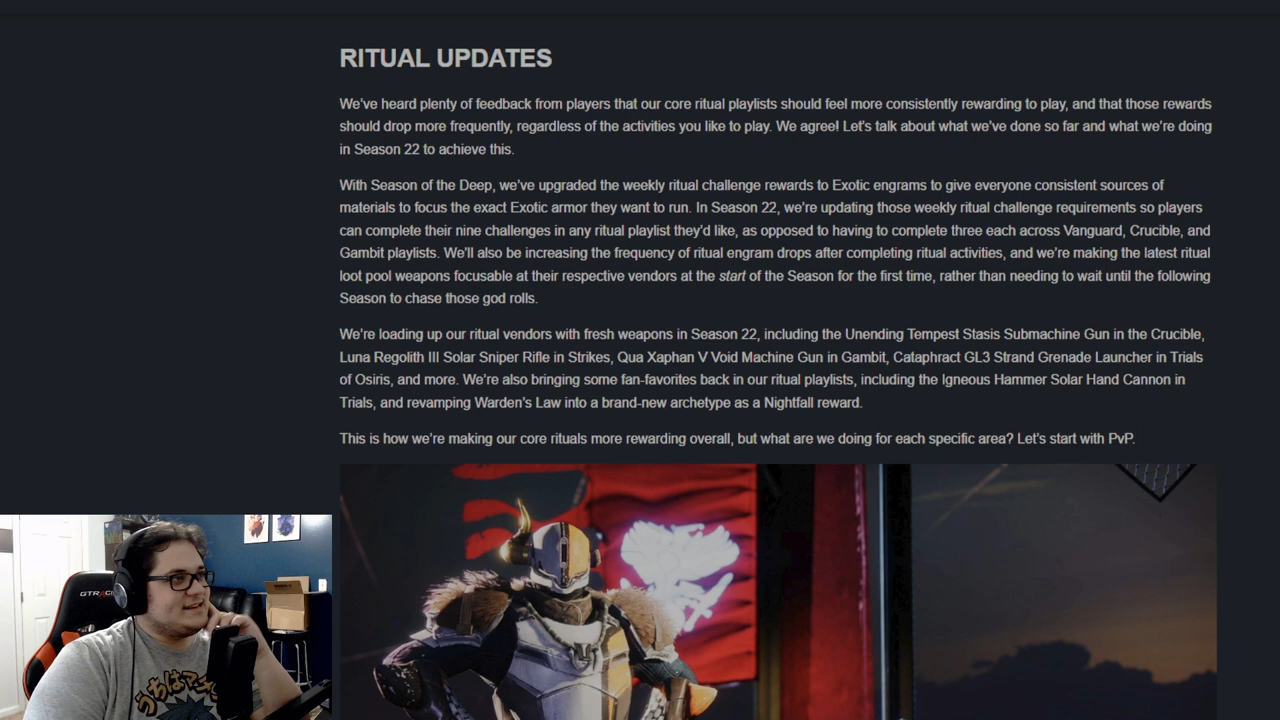 RITUAL UPDATES
We've heard plenty of feedback from players that our core ritual playlists should feel more consistently rewarding to play, and that those rewards
should drop more frequently, regardless of the activities you like to play. We agree! Let's talk about what we've done so far and what we're doing
in Season 22 to achieve this.
With Season of the Deep, we've upgraded the weekly ritual challenge rewards to Exotic engrams to give everyone consistent sources of
materials to focus the exact Exotic armor they want to run. In Season 22, we're updating those weekly ritual challenge requirements so players
can complete their nine challenges in any ritual playlist they'd like, as opposed to having to complete three each across Vanguard, Crucible, and
Gambit playlists. We'll also be increasing the frequency of ritual engram drops after completing ritual activities, and we're making the latest ritual
loot pool weapons focusable at their respective vendors at the start of the Season for the first time, rather than needing to wait until the following
Season to chase those god rolls.
We're loading up our ritual vendors with fresh weapons in Season 22, including the Unending Tempest Stasis Submachine Gun in the Crucible,
Luna Regolith III Solar Sniper Rifle in Strikes, Qua Xaphan V Void Machine Gun in Gambit, Cataphract GL3 Strand Grenade Launcher in Trials
of Osiris, and more. We're also bringing some fan-favorites back in our ritual playlists, including the Igneous Hammer Solar Hand Cannon in
Trials, and revamping Warden's Law into a brand-new archetype as a Nightfall reward.
This is how we're making our core rituals more rewarding overall, but what are we doing for each specific area? Let's start with PvP.
うちはマダ